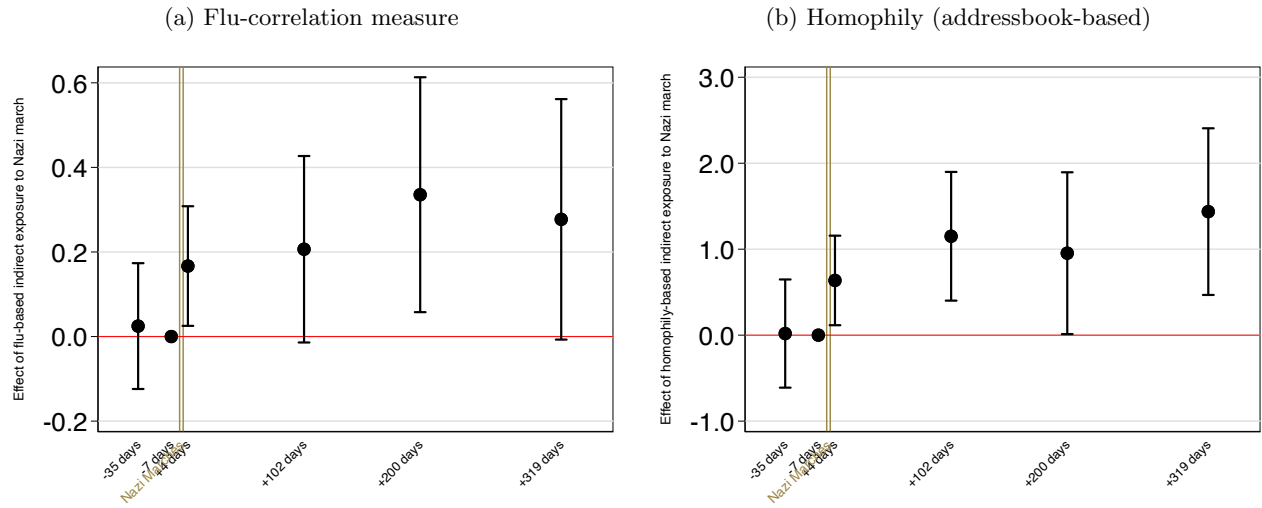 (a) Flu-correlation measure
Effect of flu-based indirect exposure to Nazi march
0.6
0.4
0.2
0.0
-0.2
-35 days
-7 days
+4 days
+102 days
+200 days
+319 days
(b) Homophily (addressbook-based)
Effect of homophily-based indirect exposure to Nazi march
3.0
2.0
1.0
0.0
-1.0
-35 days
-7 days
+4 days
+102 days
+200 days
+319 days